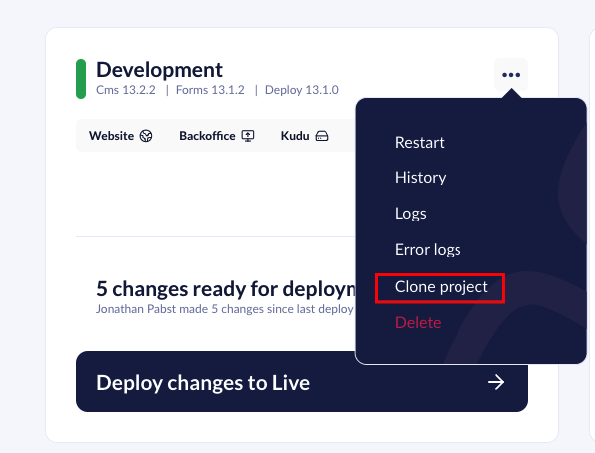 Development
Cms 13.2.2 | Forms 13.1.2 | Deploy 13.1.0
Website Backoffice Kudu
Restart
History
Logs
Error logs
Clone project
Delete
5 changes ready for deploym
Jonathan Pabst made 5 changes since last deploy
Deploy changes to Live